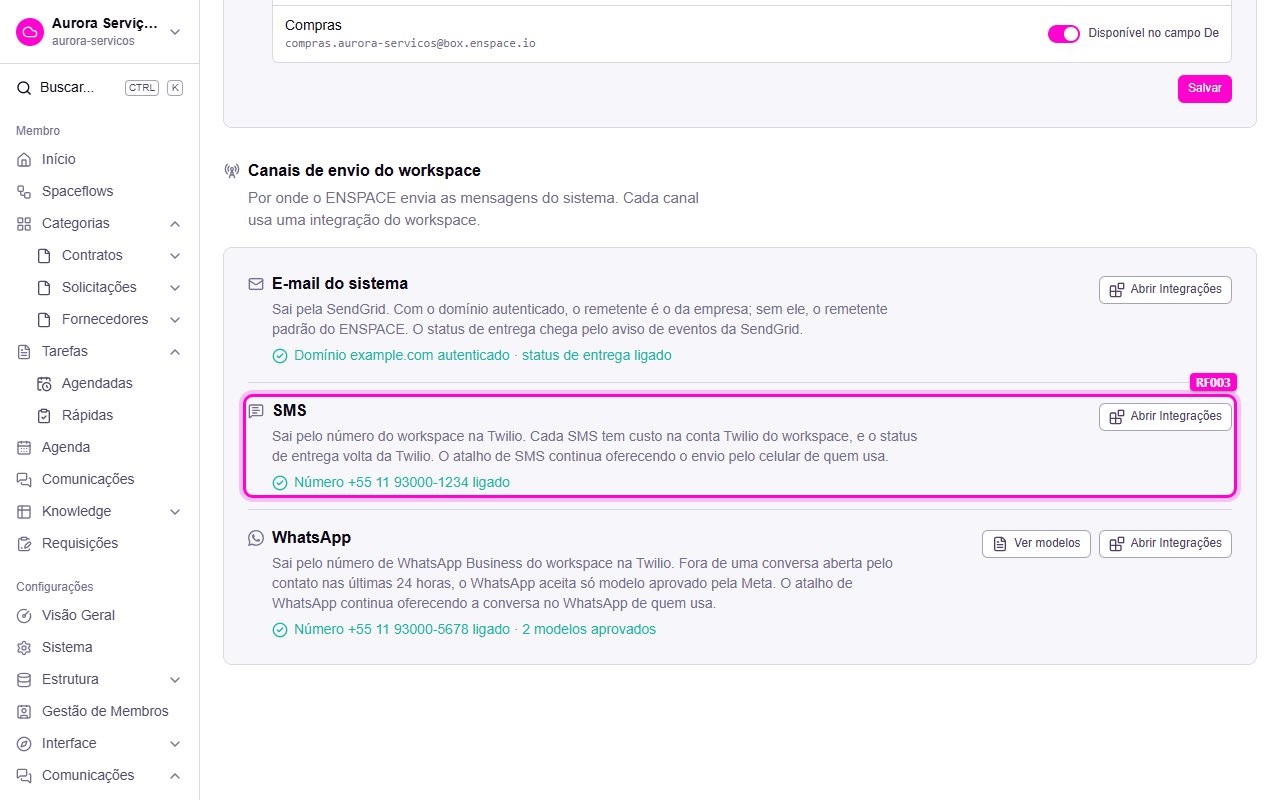 Aurora Serviç...
aurora-servicos
Buscar...
CTRL K
Membro
Início
Spaceflows
Categorias
Contratos
Solicitações
Fornecedores
Tarefas
Agendadas
Rápidas
Agenda
Comunicações
Knowledge
Requisições
Configurações
Visão Geral
Sistema
Estrutura
Gestão de Membros
Interface
Comunicações
Compras
compras.aurora-servicos@box.enspace.io
Disponível no campo De
Salvar
Canais de envio do workspace
Por onde o ENSPACE envia as mensagens do sistema. Cada canal
usa uma integração do workspace.
E-mail do sistema
Abrir Integrações
Sai pela SendGrid. Com o domínio autenticado, o remetente é o da empresa; sem ele, o remetente
padrão do ENSPACE. O status de entrega chega pelo aviso de eventos da SendGrid.
Domínio example.com autenticado · status de entrega ligado
RF003
SMS
Abrir Integrações
Sai pelo número do workspace na Twilio. Cada SMS tem custo na conta Twilio do workspace, e o status
de entrega volta da Twilio. O atalho de SMS continua oferecendo o envio pelo celular de quem usa.
Número +55 11 93000-1234 ligado
WhatsApp
Ver modelos
Abrir Integrações
Sai pelo número de WhatsApp Business do workspace na Twilio. Fora de uma conversa aberta pelo
contato nas últimas 24 horas, o WhatsApp aceita só modelo aprovado pela Meta. O atalho de
WhatsApp continua oferecendo a conversa no WhatsApp de quem usa.
Número +55 11 93000-5678 ligado · 2 modelos aprovados